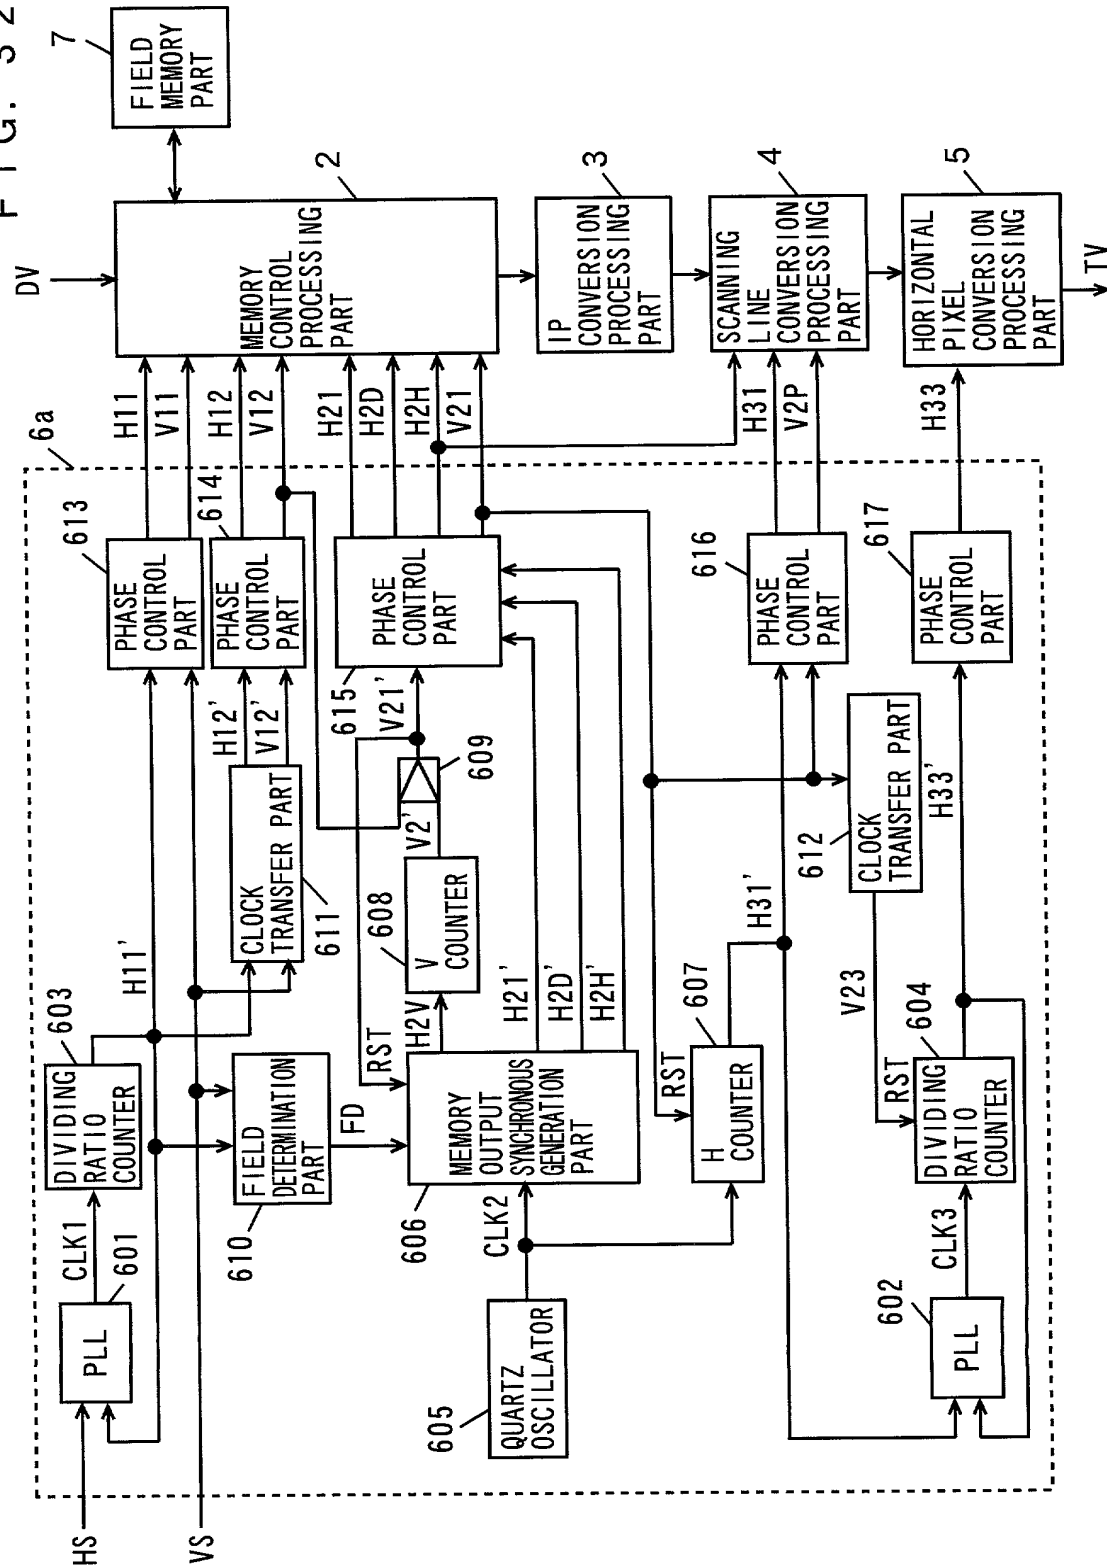 FIG. 32
HS
VS
PLL
601
CLK1
DIVIDING
RATIO
COUNTER
603
H11'
FIELD
DETERMINATION
PART
610
FD
CLOCK
TRANSFER PART
611
H12'
V12'
PHASE
CONTROL
PART
613
PHASE
CONTROL
PART
614
6a
H11
V11
H12
V12
QUARTZ
OSCILLATOR
605
CLK2
MEMORY
OUTPUT
SYNCHRONOUS
GENERATION
PART
606
RST
H2V
V
COUNTER
608
V2'
609
V21'
H21'
H2D'
H2H'
PHASE
CONTROL
PART
615
H21
H2D
H2H
V21
RST
H
COUNTER
607
H31'
PHASE
CONTROL
PART
616
H31
V2P
CLOCK
TRANSFER PART
612
V23
RST
PLL
602
CLK3
DIVIDING
RATIO
COUNTER
604
H33'
PHASE
CONTROL
PART
617
H33
DV
MEMORY
CONTROL
PROCESSING
PART
2
FIELD
MEMORY
PART
7
IP
CONVERSION
PROCESSING
PART
3
SCANNING
LINE
CONVERSION
PROCESSING
PART
4
HORIZONTAL
PIXEL
CONVERSION
PROCESSING
PART
5
TV